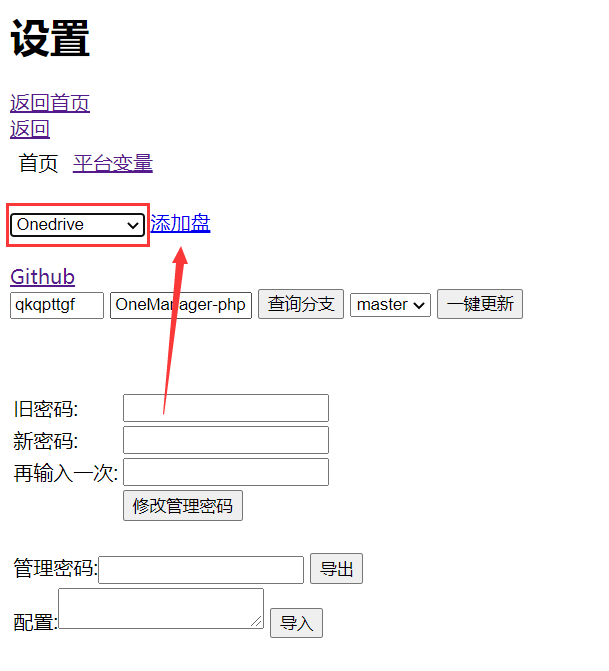 设置
返回首页
返回
首页 平台变量
Onedrive 添加盘
Github
qkqpttgf OneManager-php 查询分支 master 一键更新
旧密码:
新密码:
再输入一次:
修改管理密码
管理密码: 导出
配置: 导入